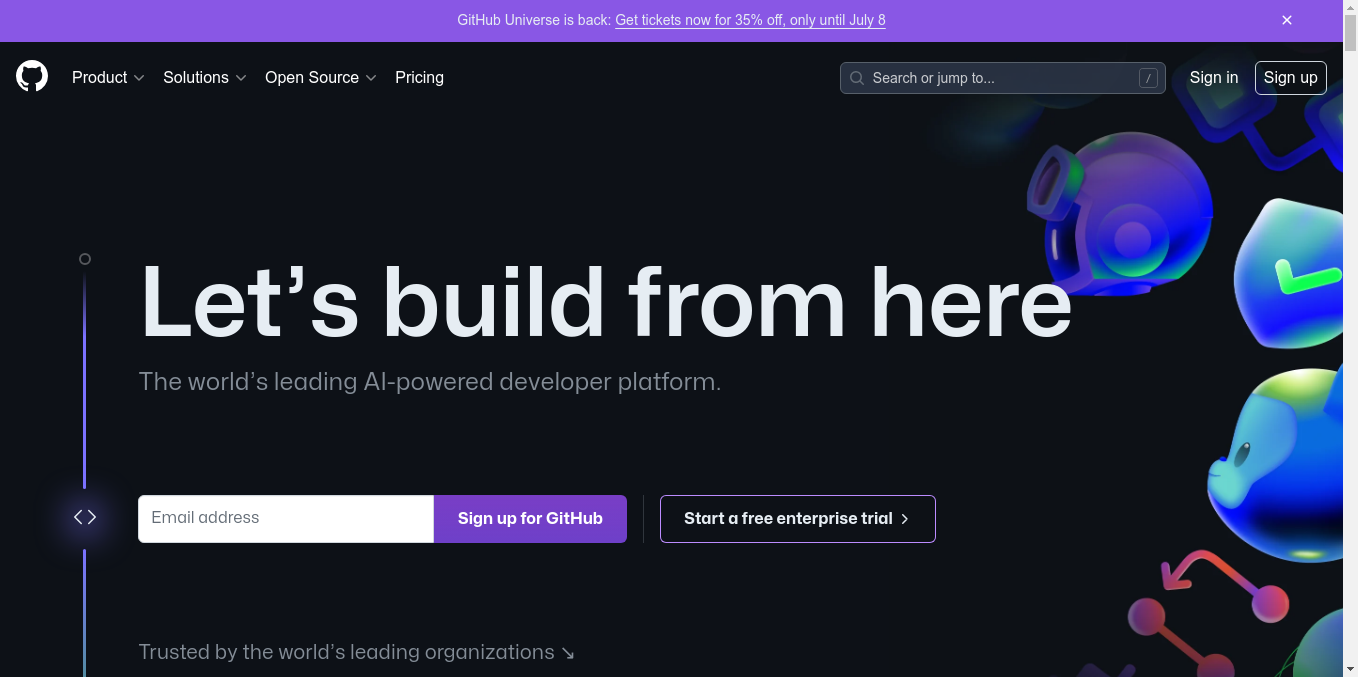 GitHub Universe is back: Get tickets now for 35% off, only until July 8
Product Solutions Open Source Pricing Search or jump to... / Sign in Sign up
Let’s build from here
The world’s leading AI-powered developer platform.
Email address Sign up for GitHub Start a free enterprise trial
Trusted by the world’s leading organizations ↘